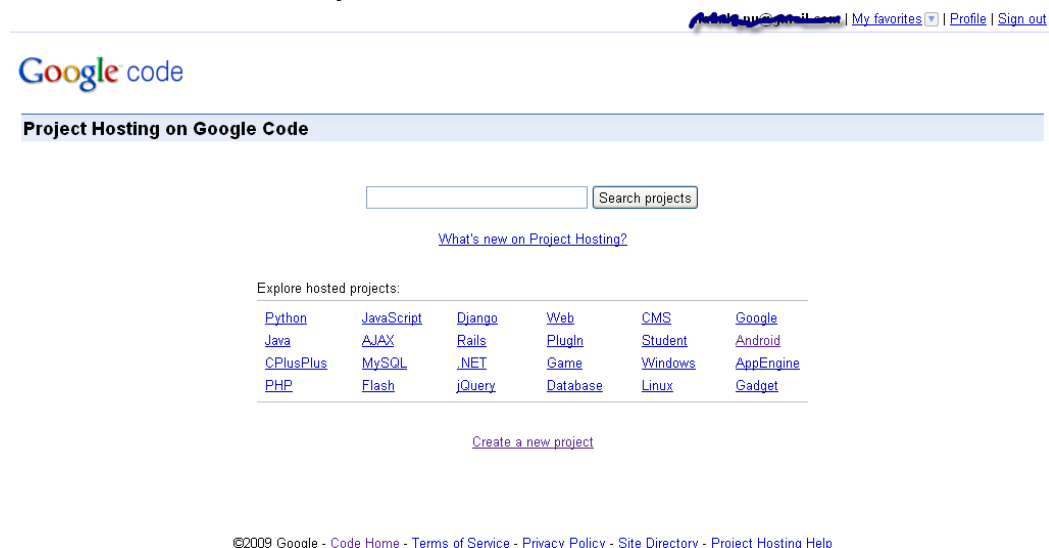 | My favorites | Profile | Sign out
Google code
Project Hosting on Google Code
Search projects
What's new on Project Hosting?
Explore hosted projects:
Python JavaScript Django Web CMS Google
Java AJAX Rails PlugIn Student Android
CPlusPlus MySQL .NET Game Windows AppEngine
PHP Flash jQuery Database Linux Gadget
Create a new project
©2009 Google - Code Home - Terms of Service - Privacy Policy - Site Directory - Project Hosting Help